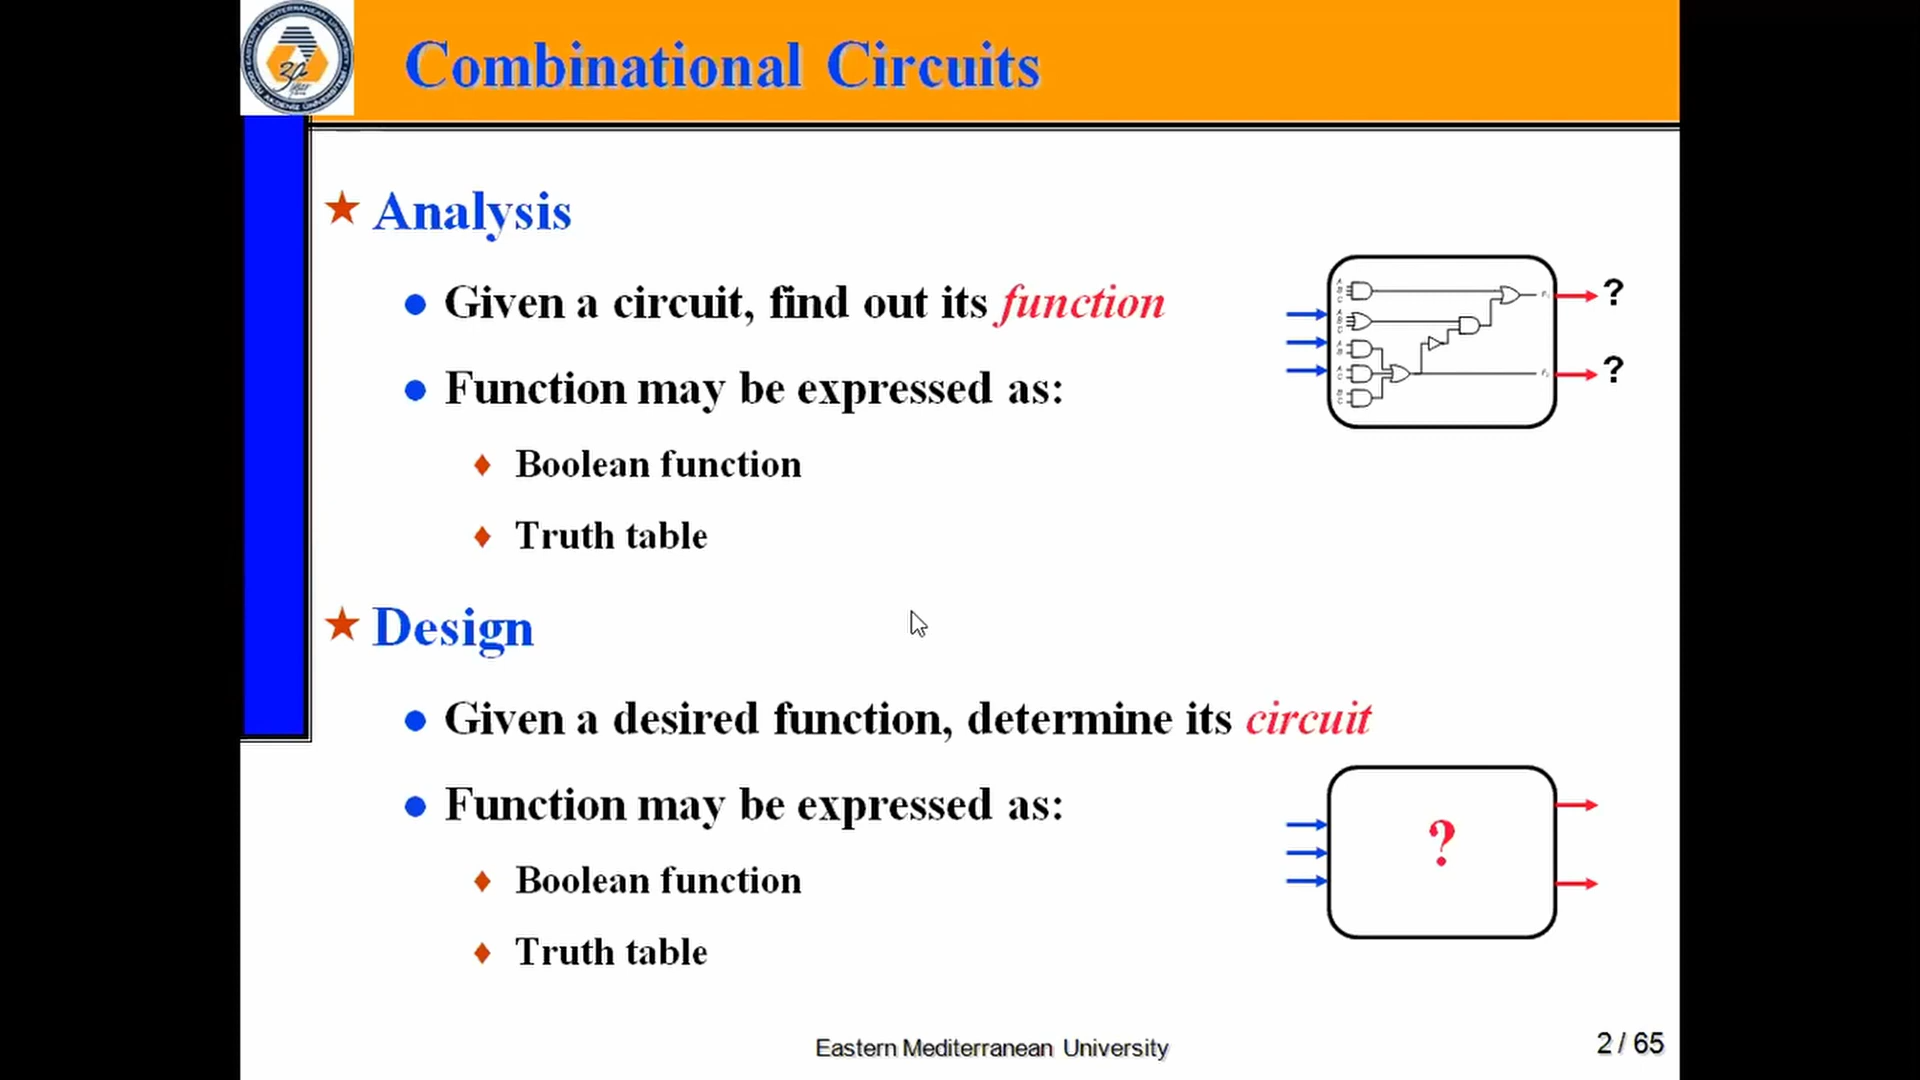 Combinational Circuits
Analysis
Given a circuit, find out its function
Function may be expressed as:
Boolean function
Truth table
?
?
Design
Given a desired function, determine its circuit
Function may be expressed as:
Boolean function
Truth table
?
Eastern Mediterranean University
2 / 65